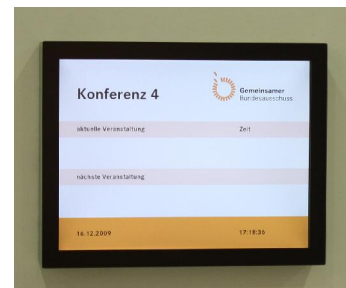 Konferenz 4
Gemeinsamer
Bundesausschuss
aktuelle Veranstaltung Zeit
nächste Veranstaltung
16.12.2009 17:18:36